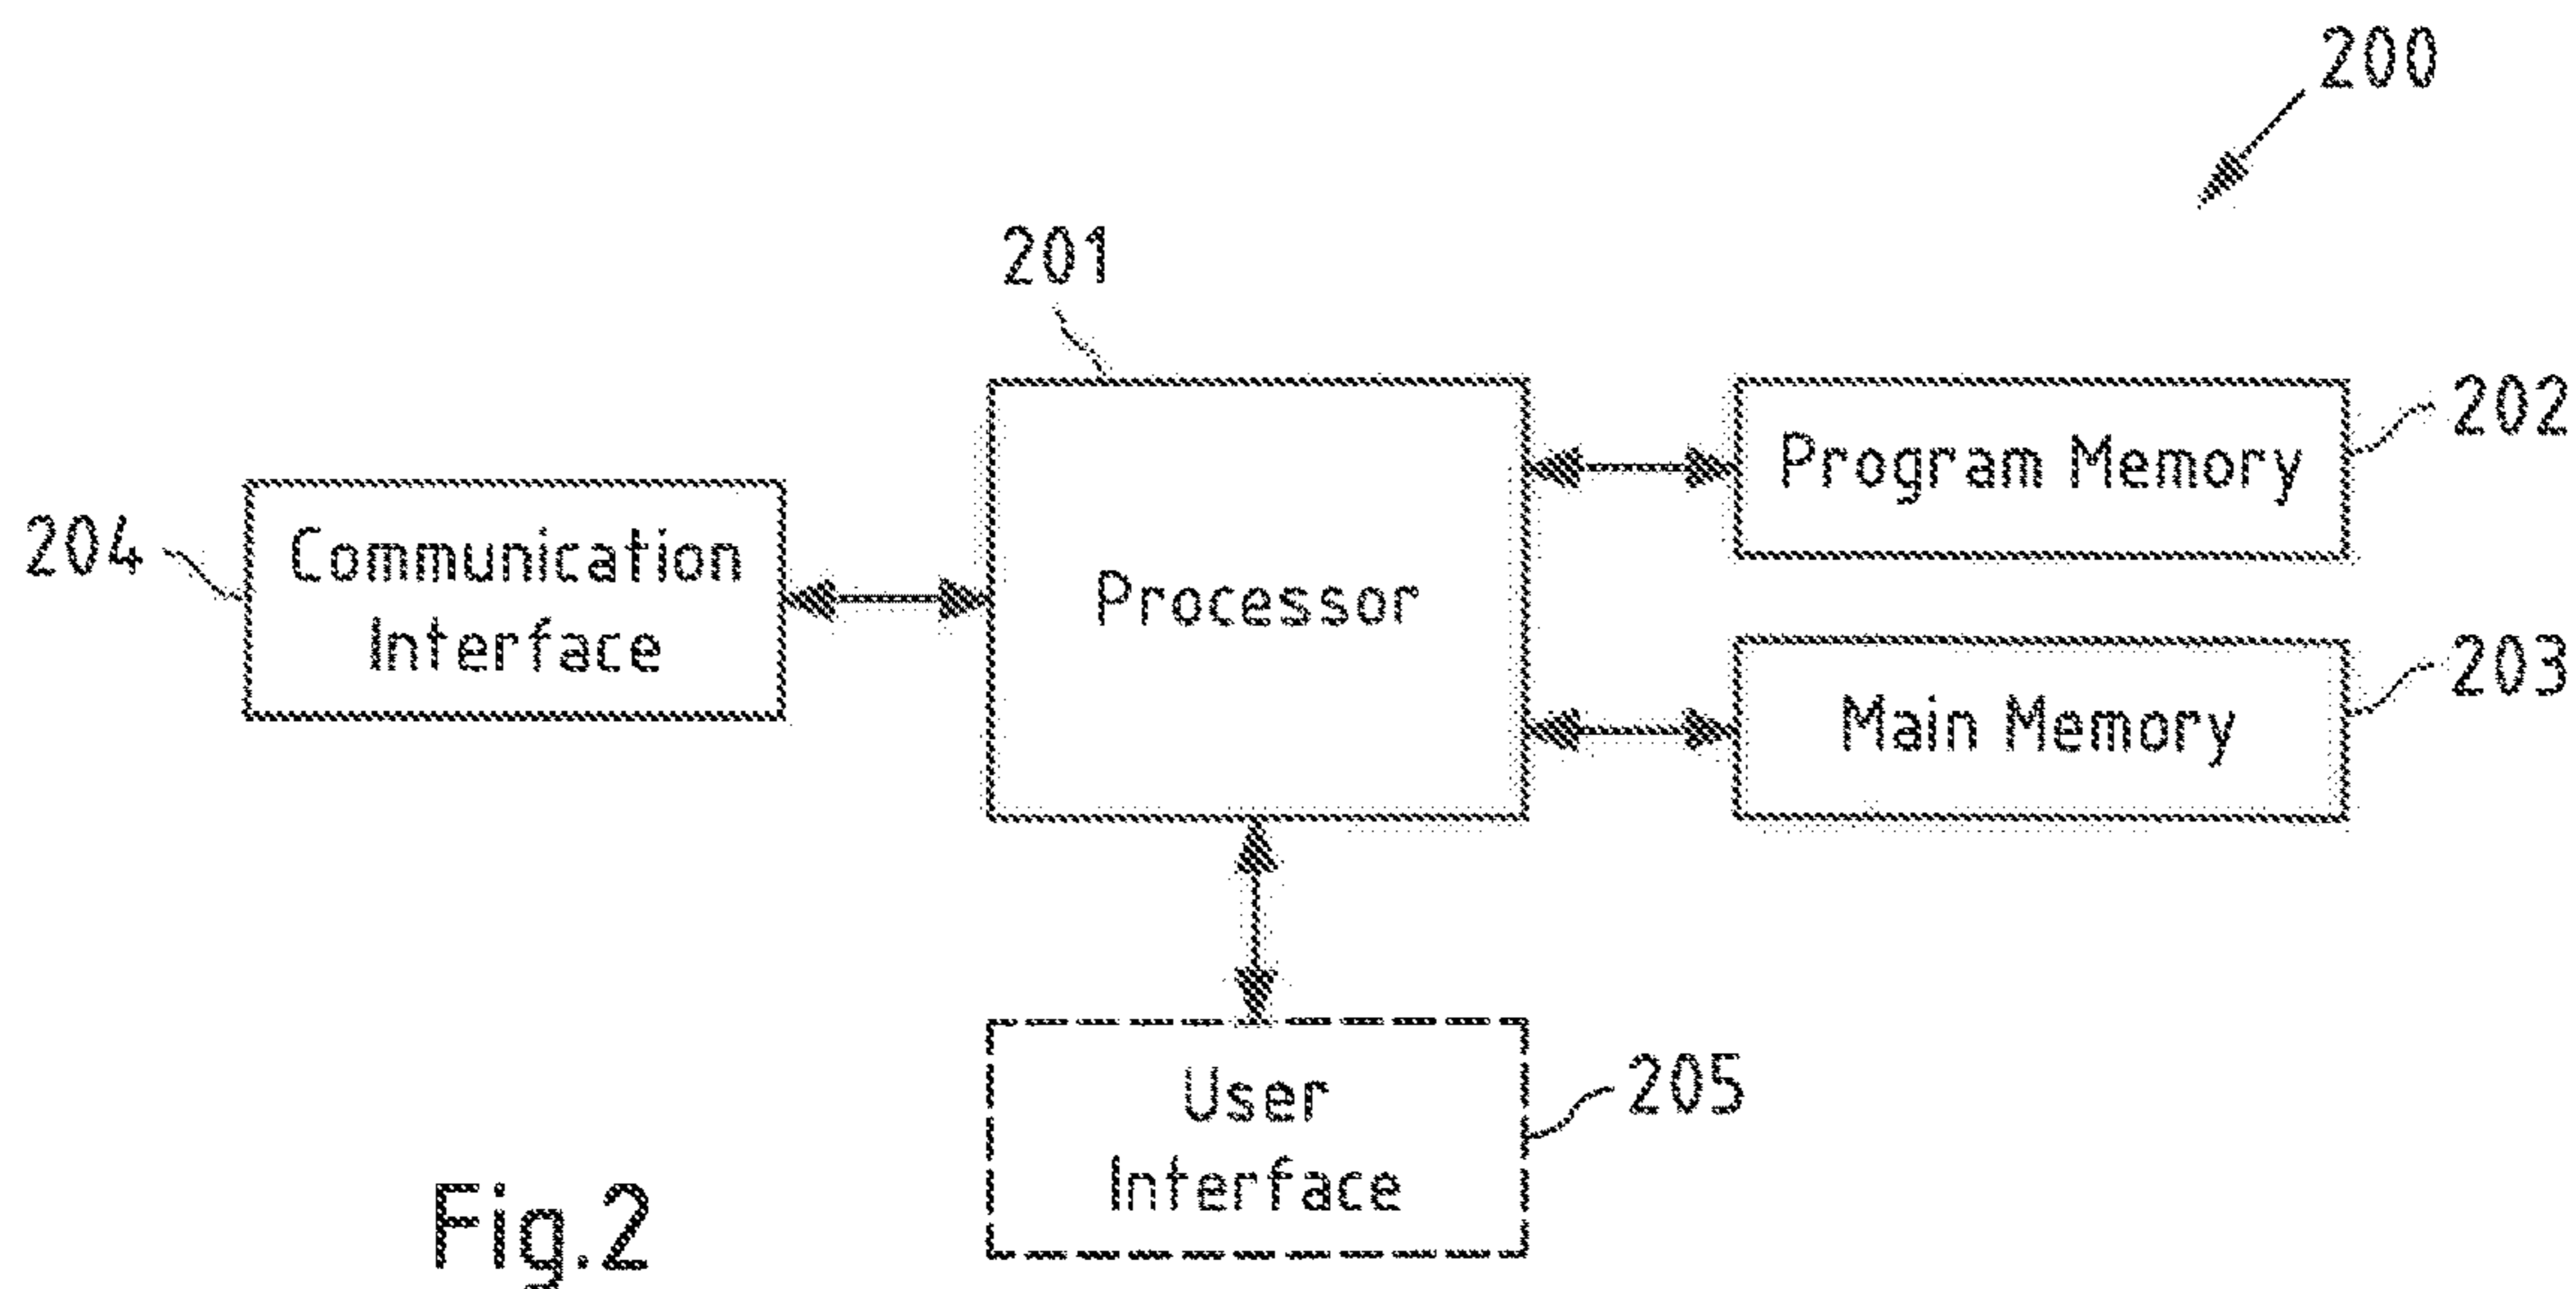 200
201
202
Program Memory
204
Communication
Interface
Processor
203
Main Memory
User
Interface
205
Fig.2